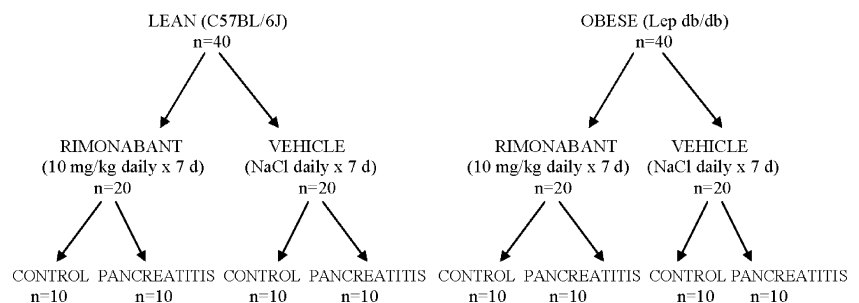 LEAN (C57BL/6J)
n=40
OBESE (Lep db/db)
n=40
RIMONABANT
(10 mg/kg daily x 7 d)
n=20
VEHICLE
(NaCl daily x 7 d)
n=20
RIMONABANT
(10 mg/kg daily x 7 d)
n=20
VEHICLE
(NaCl daily x 7 d)
n=20
CONTROL
n=10
PANCREATITIS
n=10
CONTROL
n=10
PANCREATITIS
n=10
CONTROL
n=10
PANCREATITIS
n=10
CONTROL
n=10
PANCREATITIS
n=10